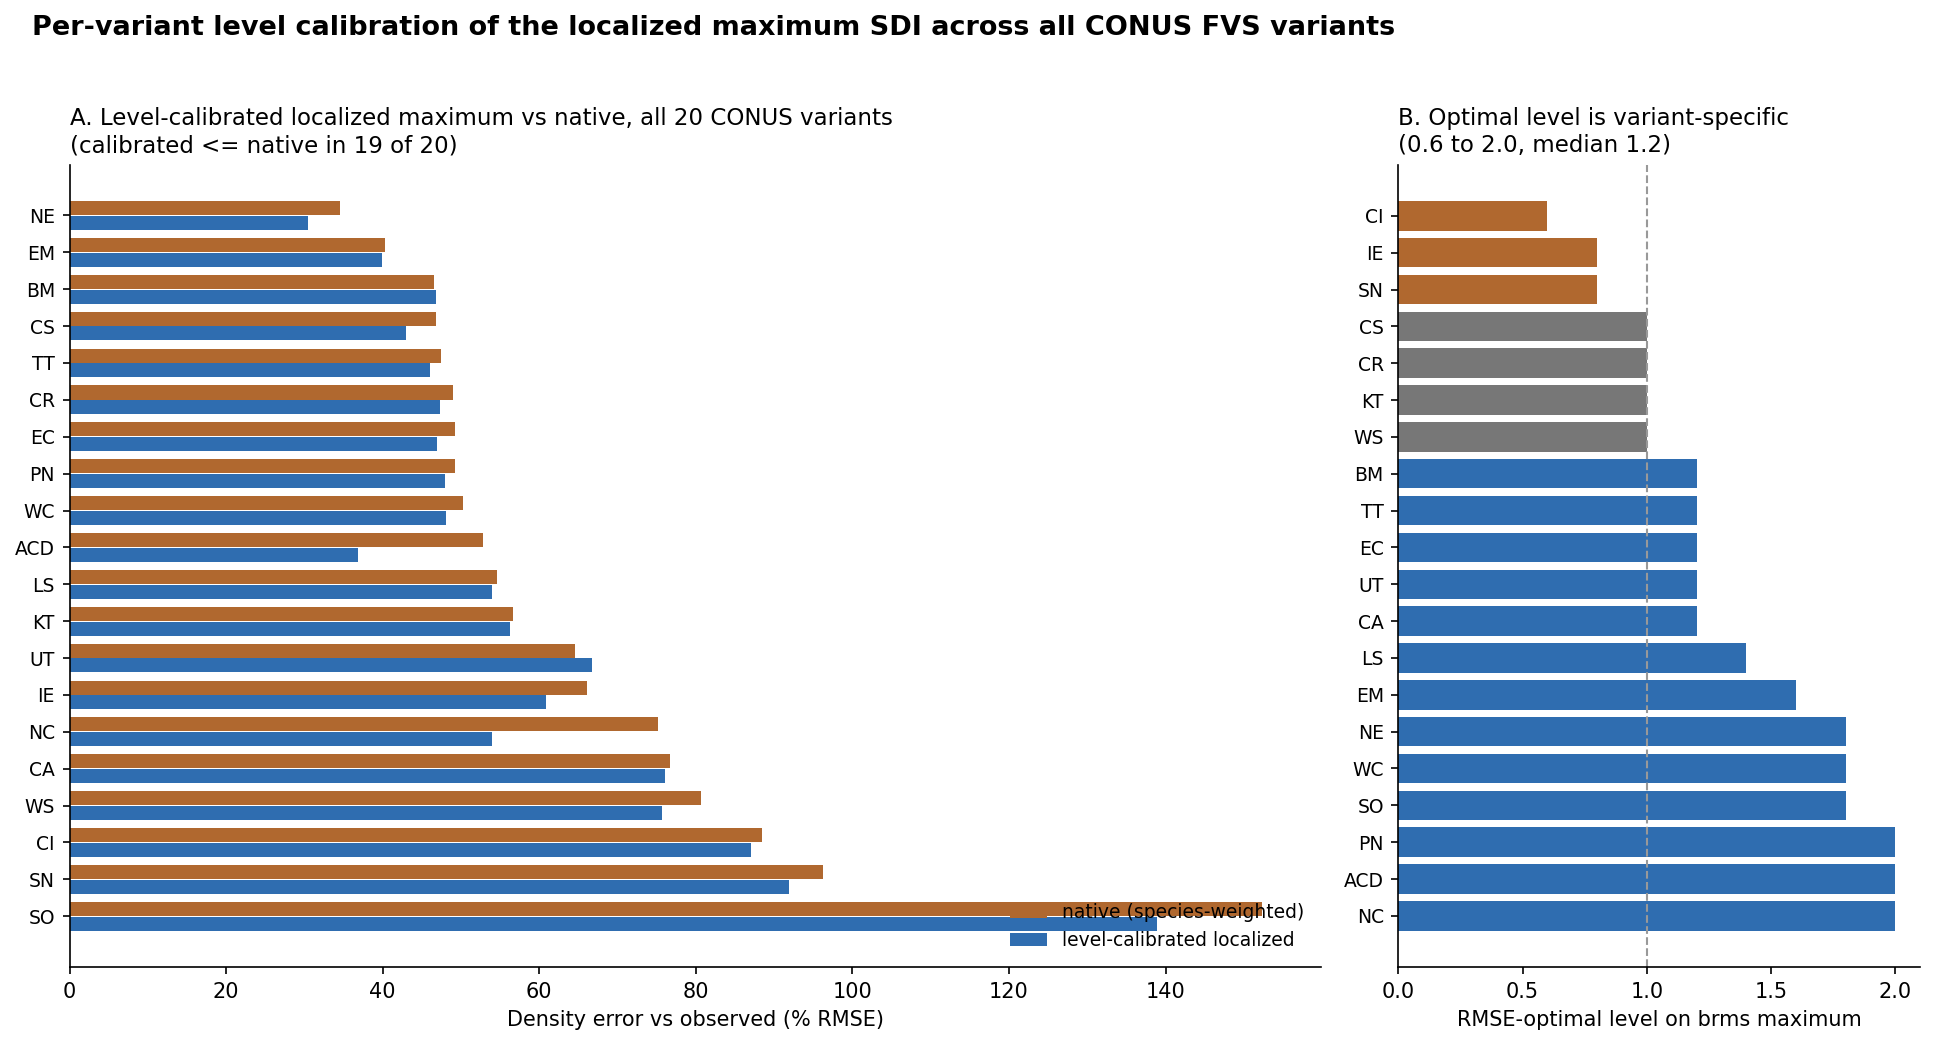 Per-variant level calibration of the localized maximum SDI across all CONUS FVS variants
A. Level-calibrated localized maximum vs native, all 20 CONUS variants
(calibrated <= native in 19 of 20)
NE
EM
BM
CS
TT
CR
EC
PN
WC
ACD
LS
KT
UT
IE
NC
CA
WS
CI
SN
SO
native (species-weighted)
level-calibrated localized
0 20 40 60 80 100 120 140
Density error vs observed (% RMSE)
B. Optimal level is variant-specific
(0.6 to 2.0, median 1.2)
CI
IE
SN
CS
CR
KT
WS
BM
TT
EC
UT
CA
LS
EM
NE
WC
SO
PN
ACD
NC
0.0 0.5 1.0 1.5 2.0
RMSE-optimal level on brms maximum